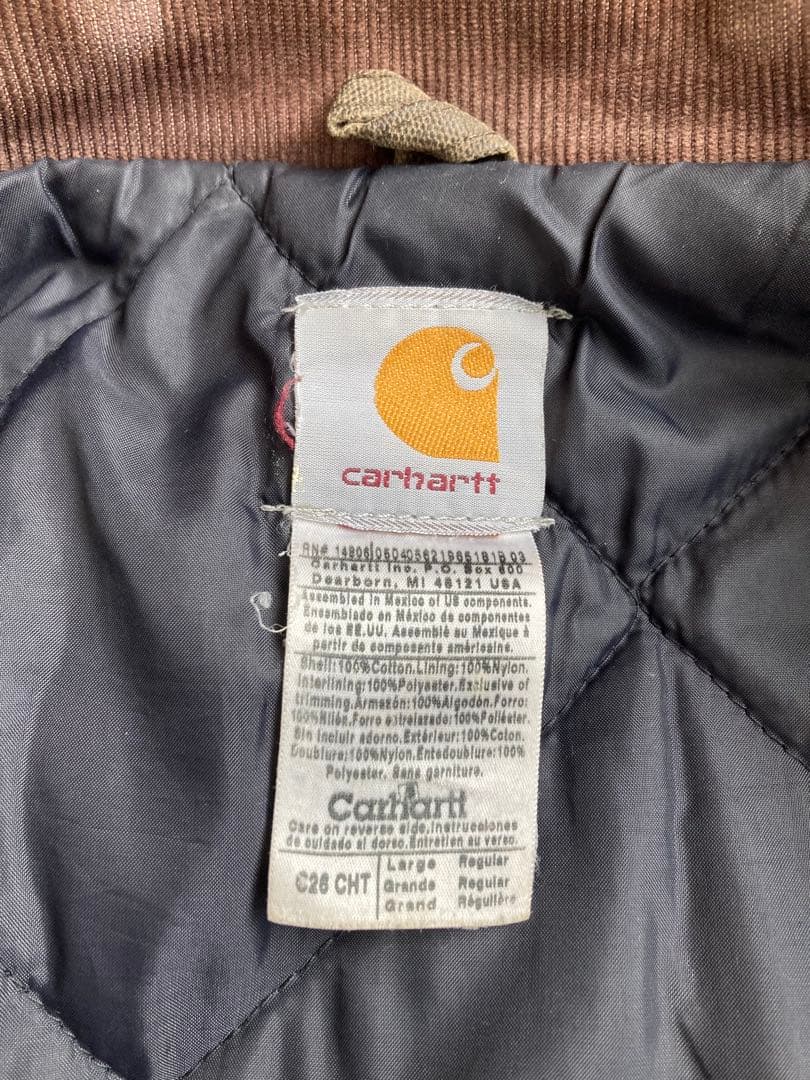 carhartt
RN# 14806
Carhartt Inc. P.O. Box 600
Dearborn, MI 48121 USA
Assembled in Mexico of US components.
Ensamblado en México de componentes
de los EE.UU. Assemblé au Mexique à
partir de composante américaine.
Shell:100%Cotton.Lining:100%Nylon.
Interlining:100%Polyester.Exclusive of
trimming.Armazón:100%Algodón.Forro:
100%Nilón.Forro entrelazado:100%Poliéster.
Sin incluir adorno.Extérieur:100%Coton.
Doublure:100%Nylon.Entedoublure:100%
Polyester. Sans garniture.
Carhartt
Care on reverse side.Instrucciones
de cuidado al dorso.Entretien au verso.
C26 CHT
Large Regular
Grande Regular
Grand Régulière